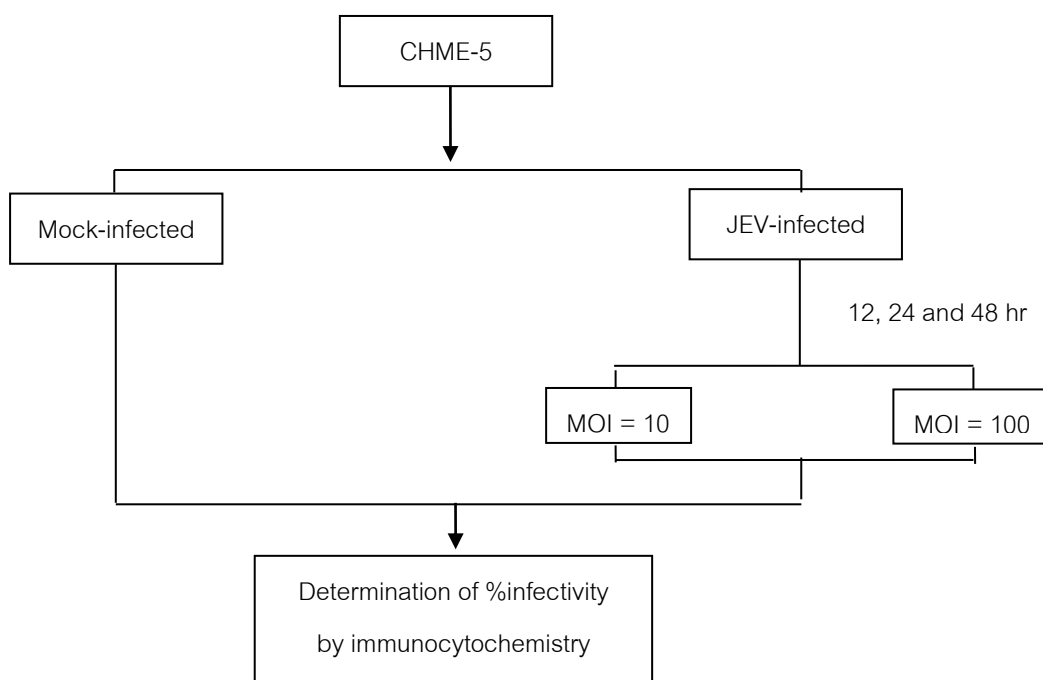 CHME-5
Mock-infected
JEV-infected
12, 24 and 48 hr
MOI = 10
MOI = 100
Determination of %infectivity
by immunocytochemistry